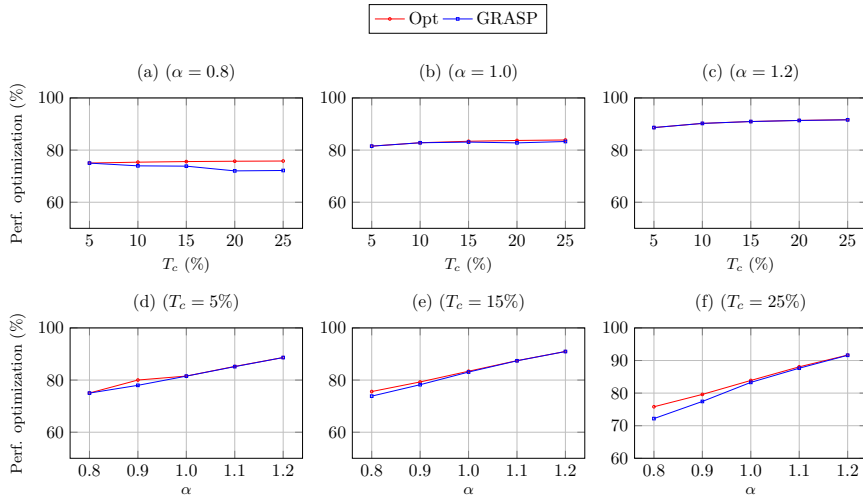 Opt GRASP
(a) (α = 0.8)
(b) (α = 1.0)
(c) (α = 1.2)
Perf. optimization (%)
100
80
60
5 10 15 20 25
T_c (%)
100
80
60
5 10 15 20 25
T_c (%)
100
80
60
5 10 15 20 25
T_c (%)
(d) (T_c = 5%)
(e) (T_c = 15%)
(f) (T_c = 25%)
Perf. optimization (%)
100
80
60
0.8 0.9 1.0 1.1 1.2
α
100
80
60
0.8 0.9 1.0 1.1 1.2
α
100
90
80
70
60
0.8 0.9 1.0 1.1 1.2
α